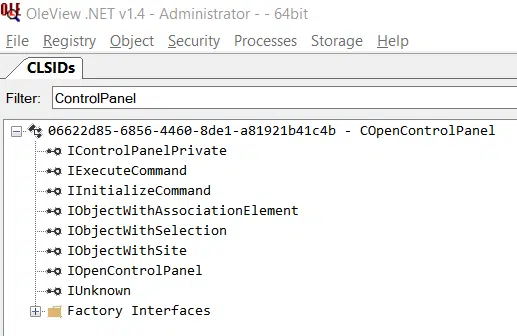 OleView .NET v1.4 - Administrator - - 64bit
File Registry Object Security Processes Storage Help
CLSIDs
Filter: ControlPanel
06622d85-6856-4460-8de1-a81921b41c4b - COpenControlPanel
IControlPanelPrivate
IExecuteCommand
IInitializeCommand
IObjectWithAssociationElement
IObjectWithSelection
IObjectWithSite
IOpenControlPanel
IUnknown
Factory Interfaces